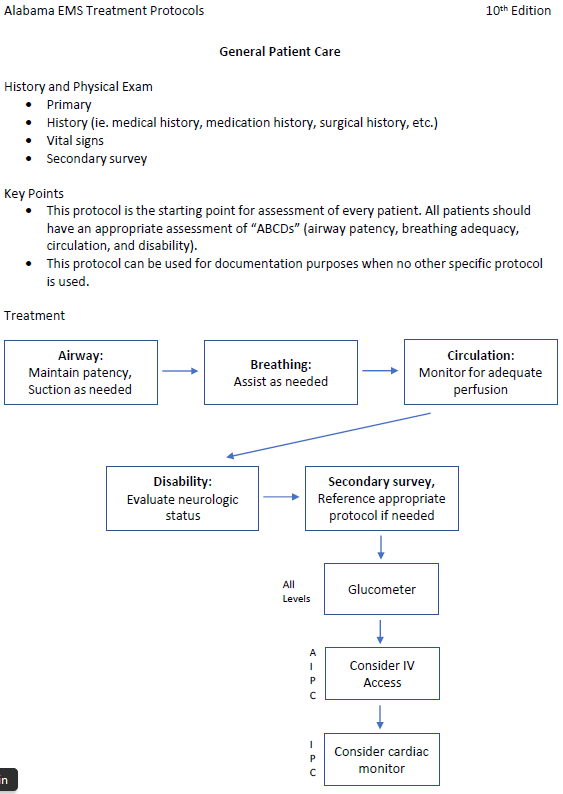 Alabama EMS Treatment Protocols 10th Edition
General Patient Care
History and Physical Exam
• Primary
• History (ie. medical history, medication history, surgical history, etc.)
• Vital signs
• Secondary survey
Key Points
• This protocol is the starting point for assessment of every patient. All patients should
have an appropriate assessment of “ABCDs” (airway patency, breathing adequacy,
circulation, and disability).
• This protocol can be used for documentation purposes when no other specific protocol
is used.
Treatment
Airway:
Maintain patency,
Suction as needed
Breathing:
Assist as needed
Circulation:
Monitor for adequate
perfusion
Disability:
Evaluate neurologic
status
Secondary survey,
Reference appropriate
protocol if needed
All
Levels
Glucometer
A
I
P
C
Consider IV
Access
I
P
C
Consider cardiac
monitor
in